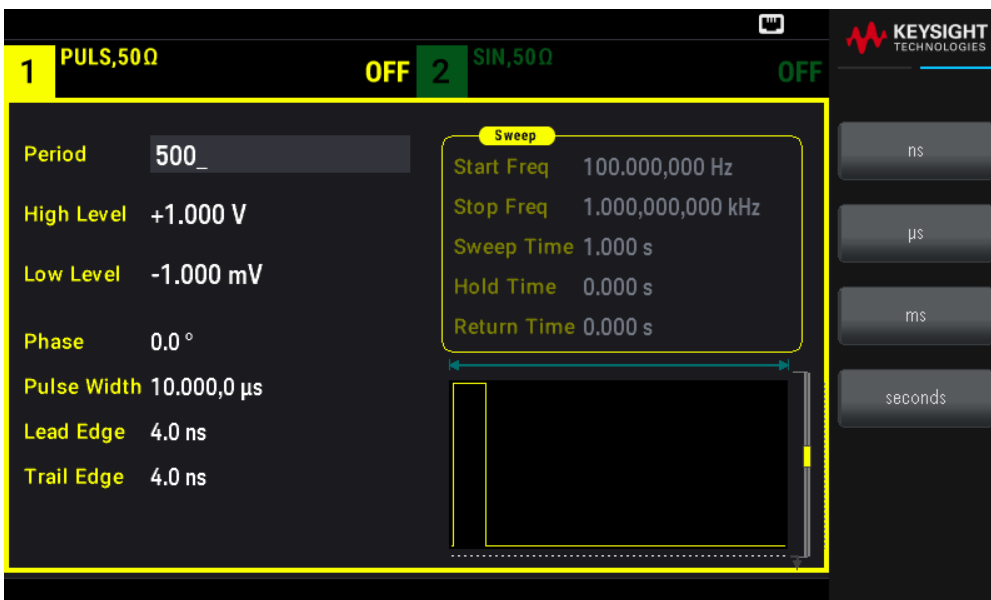 KEYSIGHT
TECHNOLOGIES
1 PULS,50Ω OFF
2 SIN,50Ω OFF
Period 500_
High Level +1.000 V
Low Level -1.000 mV
Phase 0.0 °
Pulse Width 10.000,0 µs
Lead Edge 4.0 ns
Trail Edge 4.0 ns
Sweep
Start Freq 100.000,000 Hz
Stop Freq 1.000,000,000 kHz
Sweep Time 1.000 s
Hold Time 0.000 s
Return Time 0.000 s
ns
µs
ms
seconds